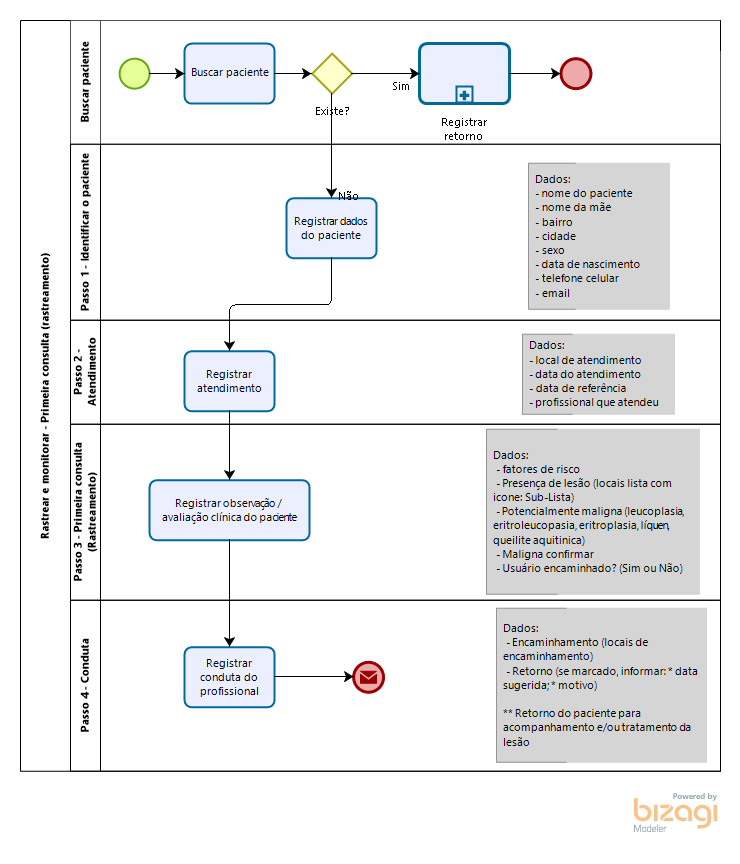 Rastrear e monitorar - Primeira consulta (rastreamento)
Buscar paciente
Buscar paciente
Existe?
Sim
Registrar
retorno
Passo 1 - Identificar o paciente
Não
Registrar dados
do paciente
Dados:
- nome do paciente
- nome da mãe
- bairro
- cidade
- sexo
- data de nascimento
- telefone celular
- email
Passo 2 -
Atendimento
Registrar
atendimento
Dados:
- local de atendimento
- data do atendimento
- data de referência
- profissional que atendeu
Passo 3 - Primeira consulta
(Rastreamento)
Registrar observação /
avaliação clínica do paciente
Dados:
- fatores de risco
- Presença de lesão (locais lista com
icone: Sub-Lista)
- Potencialmente maligna (leucoplasia,
eritroleucopasia, eritroplasia, líquen,
queilite aquitinica)
- Maligna confirmar
- Usuário encaminhado? (Sim ou Não)
Passo 4 - Conduta
Registrar
conduta do
profissional
Dados:
- Encaminhamento (locais de
encaminhamento)
- Retorno (se marcado, informar: * data
sugerida; * motivo)
** Retorno do paciente para
acompanhamento e/ou tratamento da
lesão
Powered by
bizagi
Modeler